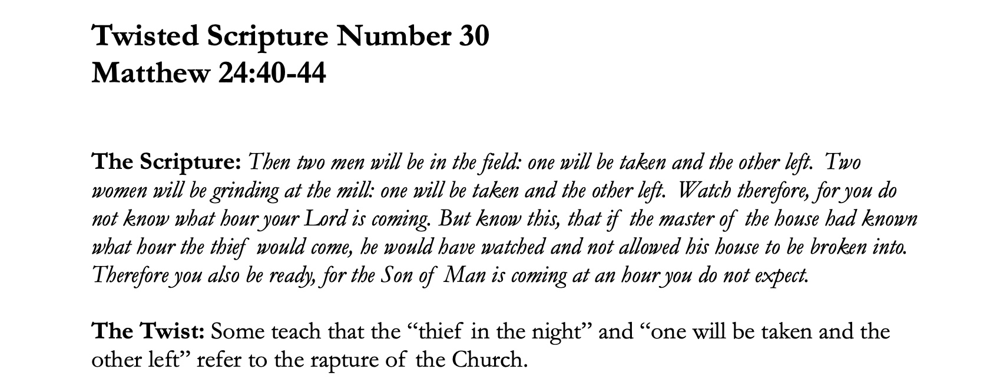 Twisted Scripture Number 30
Matthew 24:40-44
The Scripture: Then two men will be in the field: one will be taken and the other left. Two
women will be grinding at the mill: one will be taken and the other left. Watch therefore, for you do
not know what hour your Lord is coming. But know this, that if the master of the house had known
what hour the thief would come, he would have watched and not allowed his house to be broken into.
Therefore you also be ready, for the Son of Man is coming at an hour you do not expect.
The Twist: Some teach that the “thief in the night” and “one will be taken and the
other left” refer to the rapture of the Church.